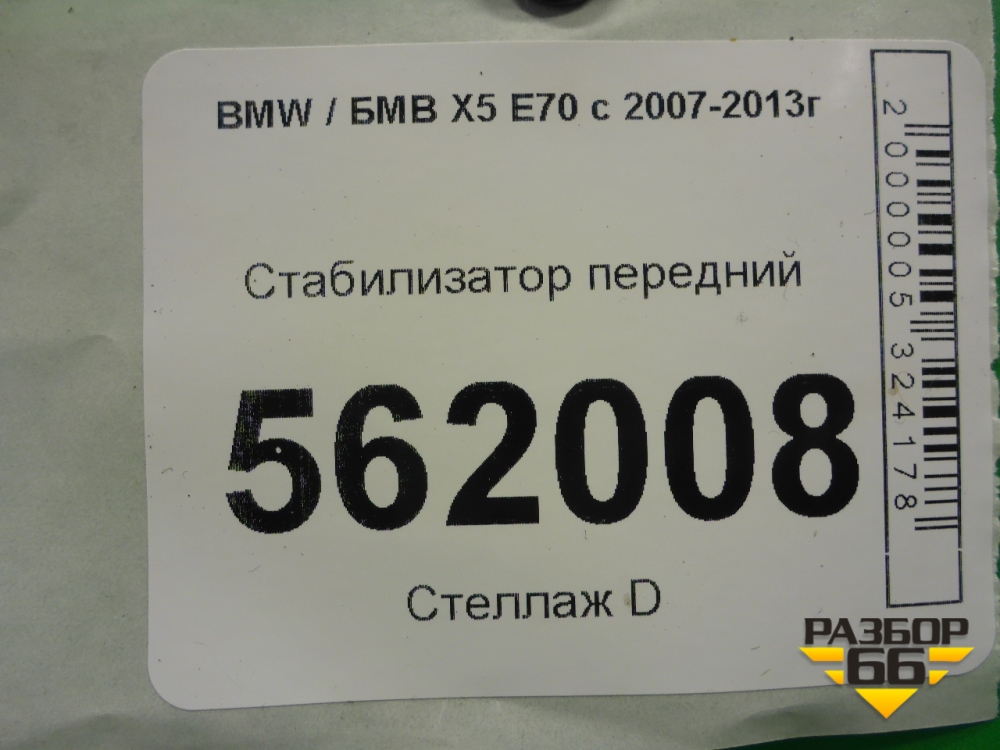 BMW / БМВ X5 E70 с 2007-2013г
Стабилизатор передний
562008
Стеллаж D
2000005324178
РАЗБОР
66